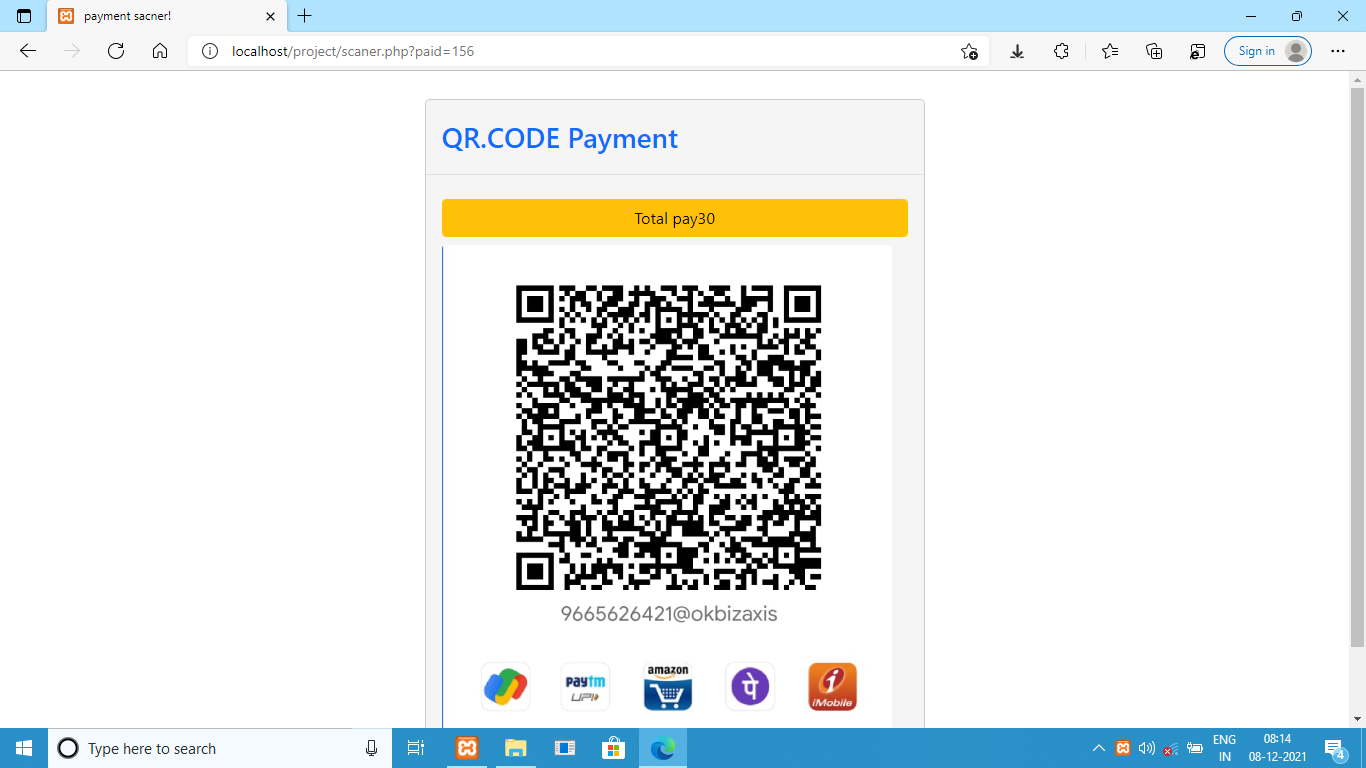 payment sacner!
localhost/project/scaner.php?paid=156
Sign in
QR.CODE Payment
Total pay30
9665626421@okbizaxis
paytm
UPI
amazon
पे
i
iMobile
Type here to search
ENG
IN
08:14
08-12-2021
4